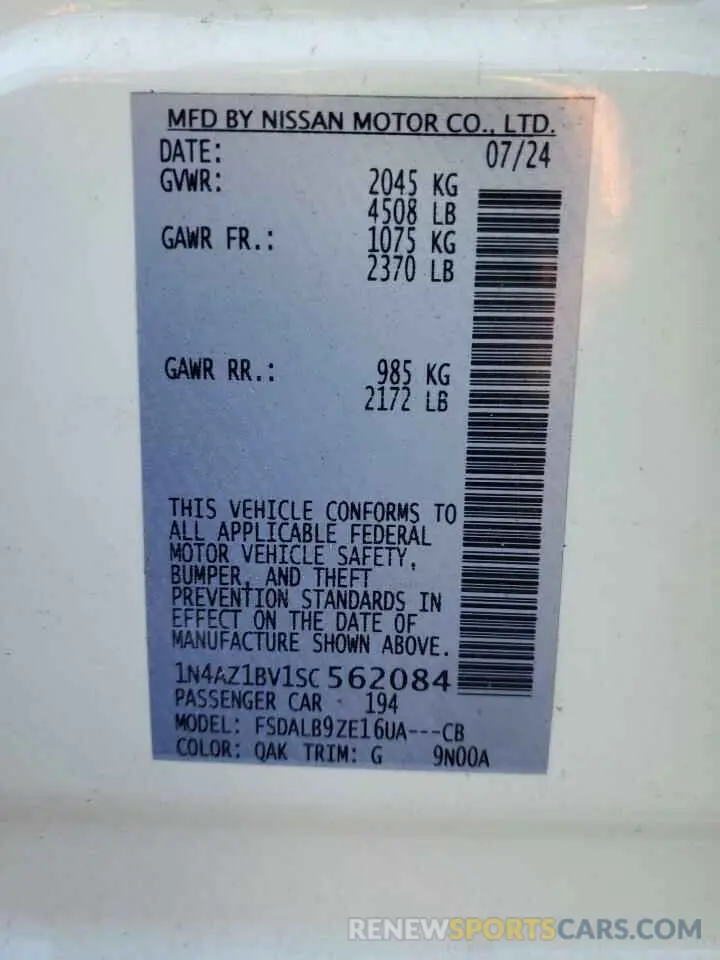 MFD BY NISSAN MOTOR CO., LTD.
DATE: 07/24
GVWR: 2045 KG
4508 LB
GAWR FR.: 1075 KG
2370 LB
GAWR RR.: 985 KG
2172 LB
THIS VEHICLE CONFORMS TO
ALL APPLICABLE FEDERAL
MOTOR VEHICLE SAFETY,
BUMPER, AND THEFT
PREVENTION STANDARDS IN
EFFECT ON THE DATE OF
MANUFACTURE SHOWN ABOVE.
1N4AZ1BV1SC562084
PASSENGER CAR 194
MODEL: FSDALB9ZE16UA---CB
COLOR: QAK TRIM: G 9N00A
RENEWSPORTSCARS.COM